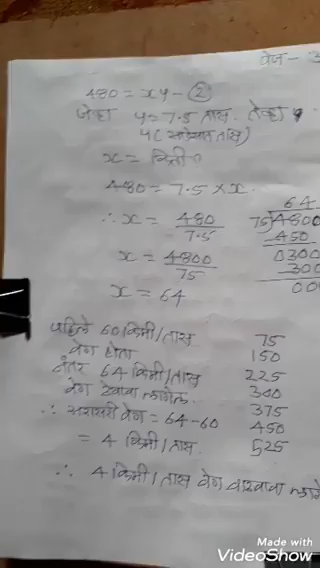 पेज - 3
480 = xy - ②
जेव्हा y = 7.5 तास. तेव्हा
x = किती
480 = 7.5 × x.
∴ x = 480 / 7.5
x = 4800 / 75
x = 64
64
75)4800
450
0300
300
00
पहिले 60 किमी/तास
वेग होता
नंतर 64 किमी/तास
वेग ठेवावा लागेल.
∴ सरासरी वेग = 64-60
= 4 किमी/तास.
75
150
225
300
375
450
525
∴ 4 किमी/तास वेग वाढवावा
Made with
VideoShow